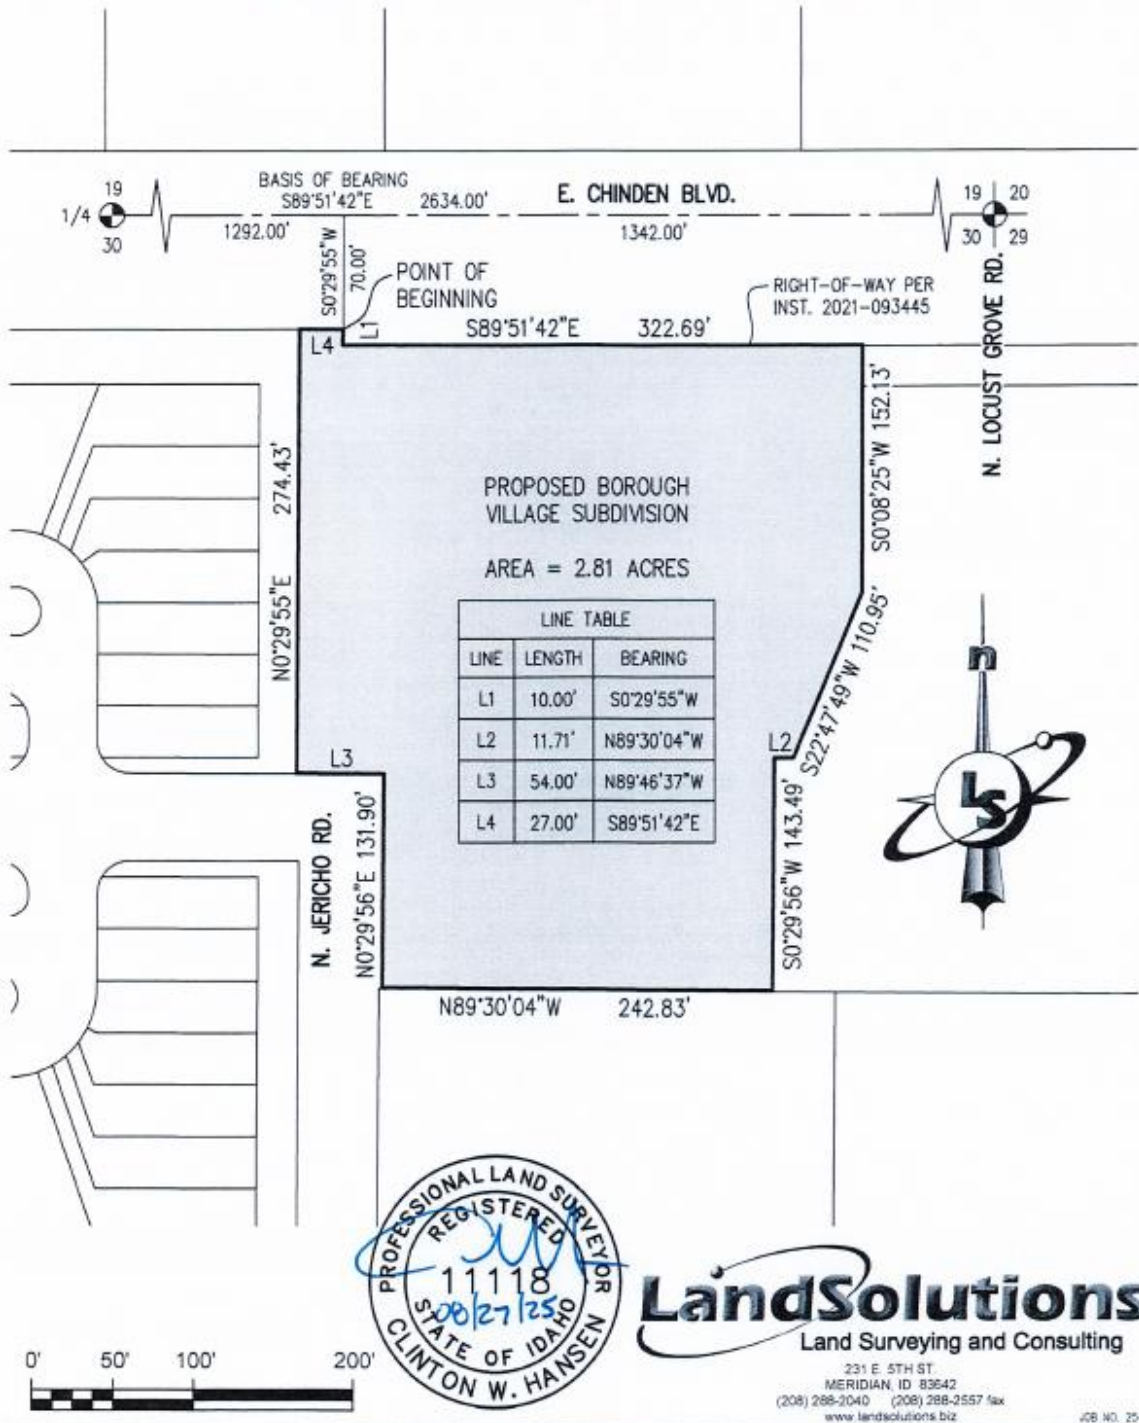 19
1/4
30
BASIS OF BEARING
S89°51'42"E 2634.00'
1292.00'
E. CHINDEN BLVD.
1342.00'
19 20
30 29
S0°29'55"W
70.00'
POINT OF
BEGINNING
L1
L4
S89°51'42"E 322.69'
RIGHT-OF-WAY PER
INST. 2021-093445
N. LOCUST GROVE RD.
S0°08'25"W 152.13'
N0°29'55"E 274.43'
PROPOSED BOROUGH
VILLAGE SUBDIVISION
AREA = 2.81 ACRES
LINE TABLE
LINE LENGTH BEARING
L1 10.00' S0°29'55"W
L2 11.71' N89°30'04"W
L3 54.00' N89°46'37"W
L4 27.00' S89°51'42"E
S22°47'49"W 110.95'
L2
L3
n
LS
N. JERICHO RD.
N0°29'56"E 131.90'
S0°29'56"W 143.49'
N89°30'04"W 242.83'
PROFESSIONAL LAND SURVEYOR
REGISTERED
11118
08/27/25
STATE OF IDAHO
CLINTON W. HANSEN
LandSolutions
Land Surveying and Consulting
231 E. 5TH ST.
MERIDIAN, ID 83642
(208) 288-2040 (208) 288-2557 fax
www.landsolutions.biz
JOB NO. 25
0' 50' 100' 200'